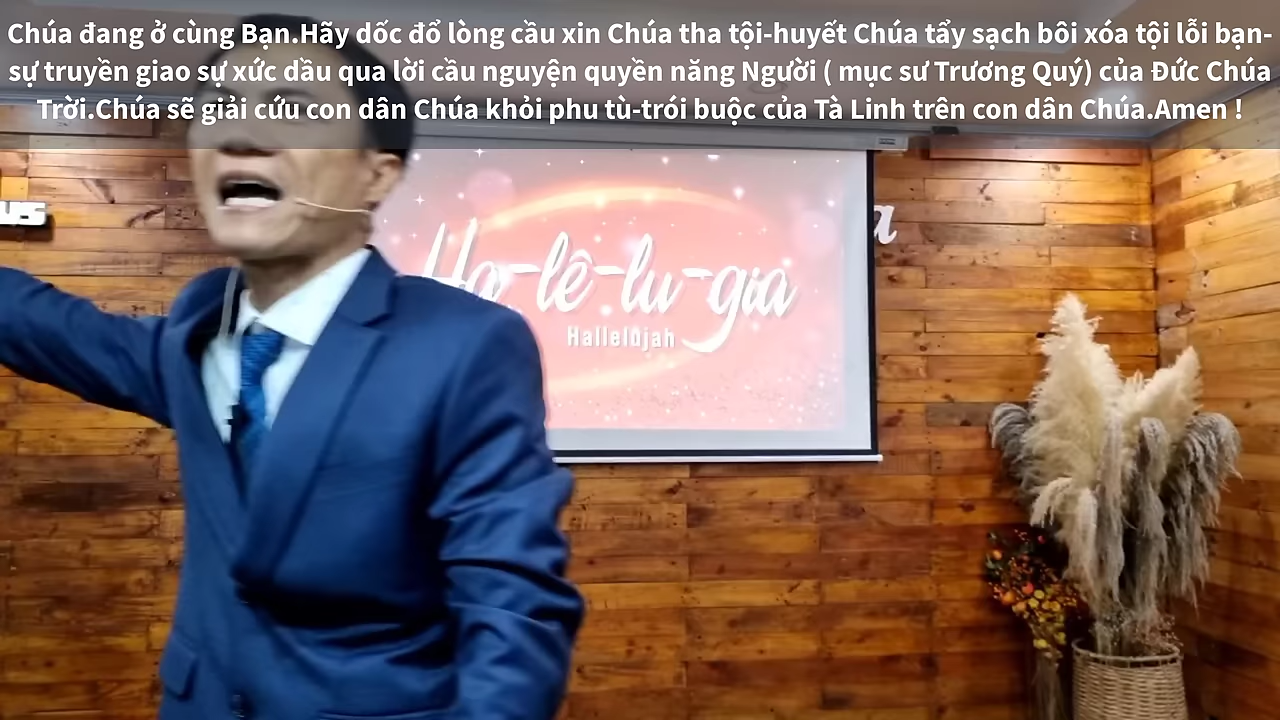 Chúa đang ở cùng Bạn.Hãy dốc đổ lòng cầu xin Chúa tha tội-huyết Chúa tẩy sạch bôi xóa tội lỗi bạn-
sự truyền giao sự xức dầu qua lời cầu nguyện quyền năng Người ( mục sư Trương Quý) của Đức Chúa
Trời.Chúa sẽ giải cứu con dân Chúa khỏi phu tù-trói buộc của Tà Linh trên con dân Chúa.Amen !
Ha-lê-lu-gia
Hallelujah